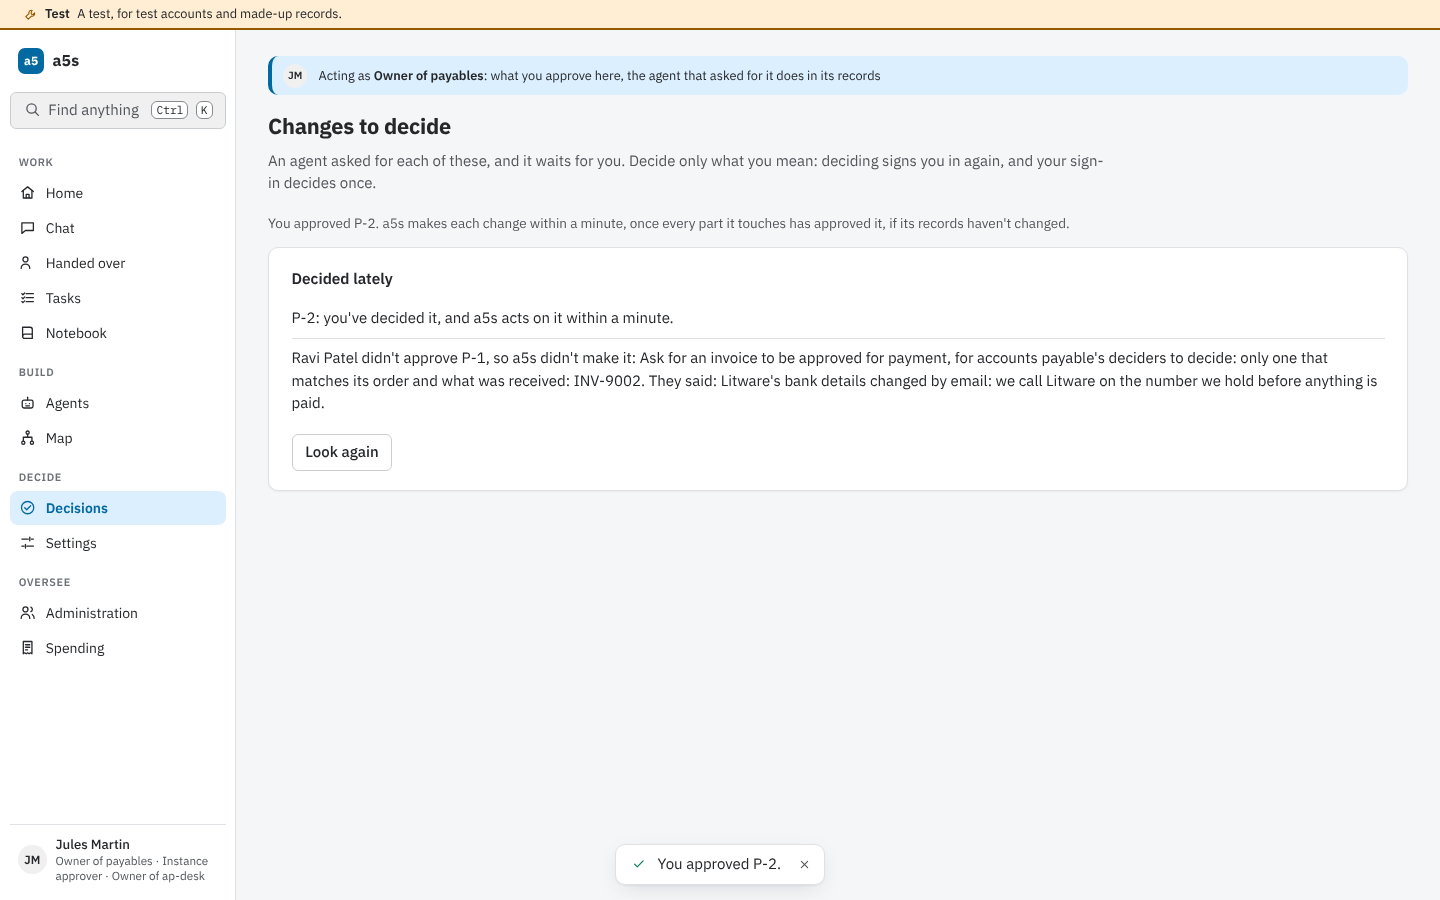 Test A test, for test accounts and made-up records.
a5 a5s
Find anything Ctrl K
WORK
Home
Chat
Handed over
Tasks
Notebook
BUILD
Agents
Map
DECIDE
Decisions
Settings
OVERSEE
Administration
Spending
JM Jules Martin
Owner of payables · Instance
approver · Owner of ap-desk
JM Acting as Owner of payables: what you approve here, the agent that asked for it does in its records
Changes to decide
An agent asked for each of these, and it waits for you. Decide only what you mean: deciding signs you in again, and your sign-
in decides once.
You approved P-2. a5s makes each change within a minute, once every part it touches has approved it, if its records haven't changed.
Decided lately
P-2: you've decided it, and a5s acts on it within a minute.
Ravi Patel didn't approve P-1, so a5s didn't make it: Ask for an invoice to be approved for payment, for accounts payable's deciders to decide: only one that
matches its order and what was received: INV-9002. They said: Litware's bank details changed by email: we call Litware on the number we hold before anything is
paid.
Look again
You approved P-2.